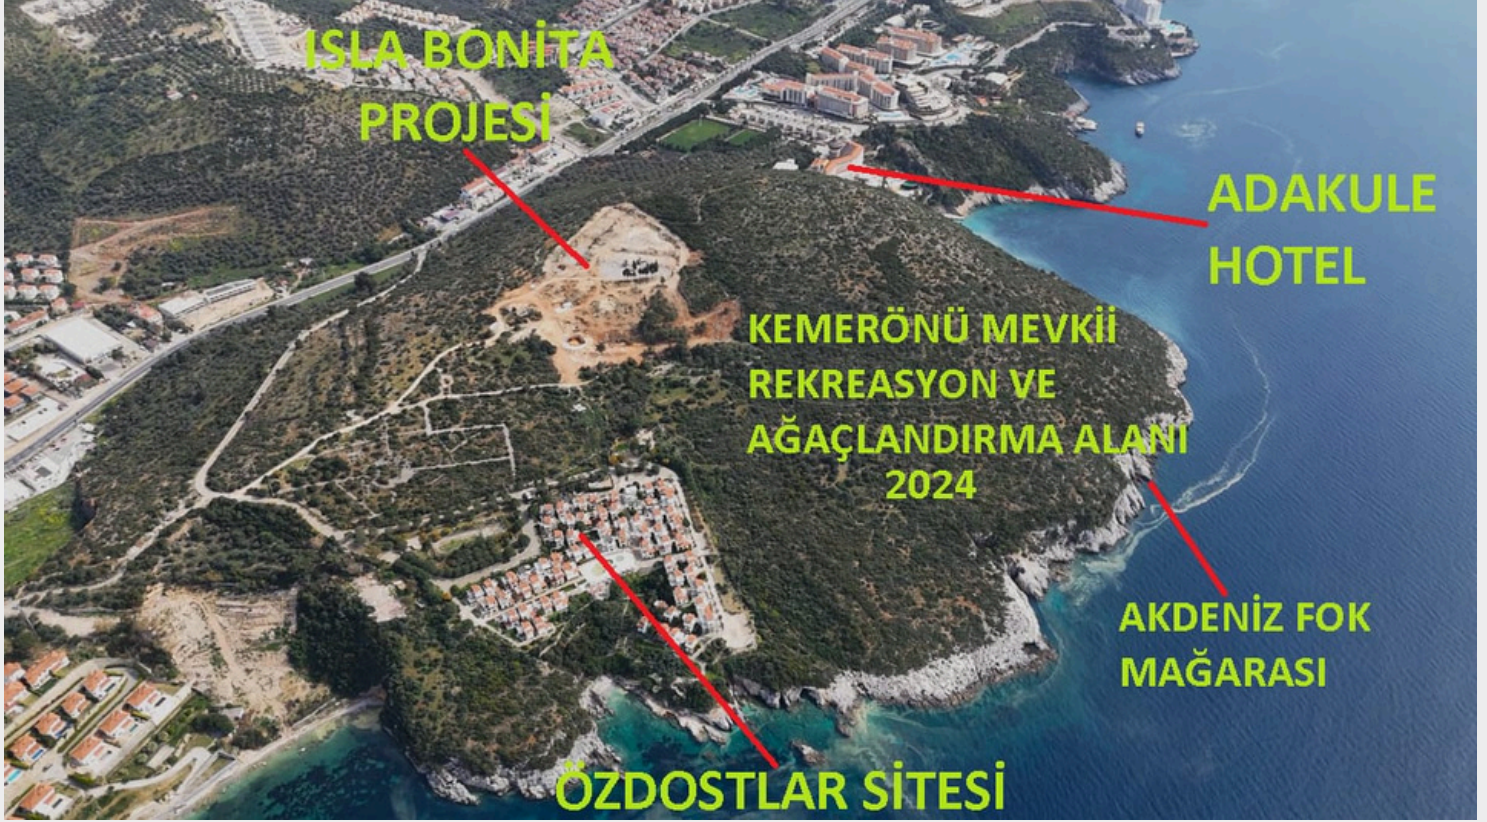 ISLA BONİTA
PROJESİ
ADAKULE
HOTEL
KEMERÖNÜ MEVKİİ
REKREASYON VE
AĞAÇLANDIRMA ALANI
2024
AKDENİZ FOK
MAĞARASI
ÖZDOSTLAR SİTESİ